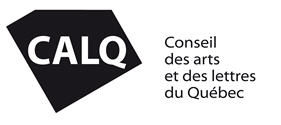 CALQ
Conseil
des arts
et des lettres
du Québec